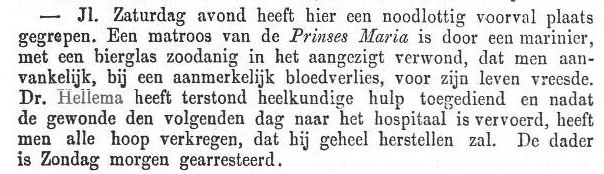 — Jl. Zaturdag avond heeft hier een noodlottig voorval plaats
gegrepen. Een matroos van de Prinses Maria is door een marinier,
met een bierglas zoodanig in het aangezigt verwond, dat men aan-
vankelijk, bij een aanmerkelijk bloedverlies, voor zijn leven vreesde.
Dr. Hellema heeft terstond heelkundige hulp toegediend en nadat
de gewonde den volgenden dag naar het hospitaal is vervoerd, heeft
men alle hoop verkregen, dat hij geheel herstellen zal. De dader
is Zondag morgen gearresteerd.